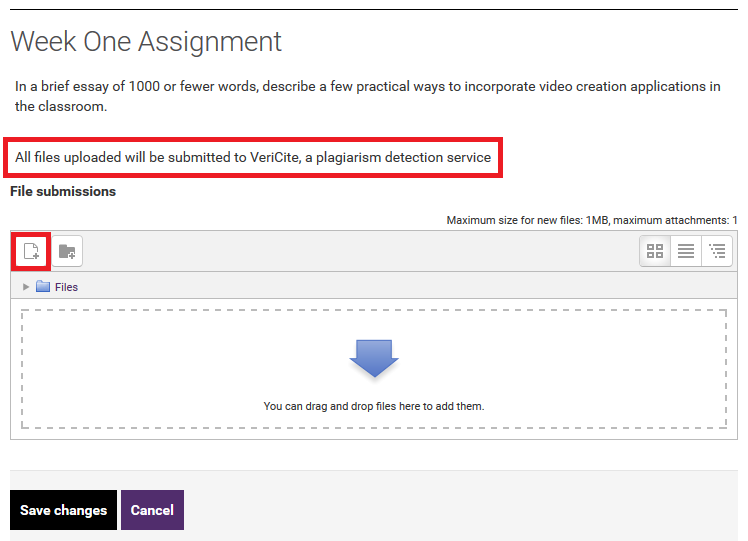 Week One Assignment
In a brief essay of 1000 or fewer words, describe a few practical ways to incorporate video creation applications in
the classroom.
All files uploaded will be submitted to VeriCite, a plagiarism detection service
File submissions
Maximum size for new files: 1MB, maximum attachments: 1
Files
You can drag and drop files here to add them.
Save changes Cancel